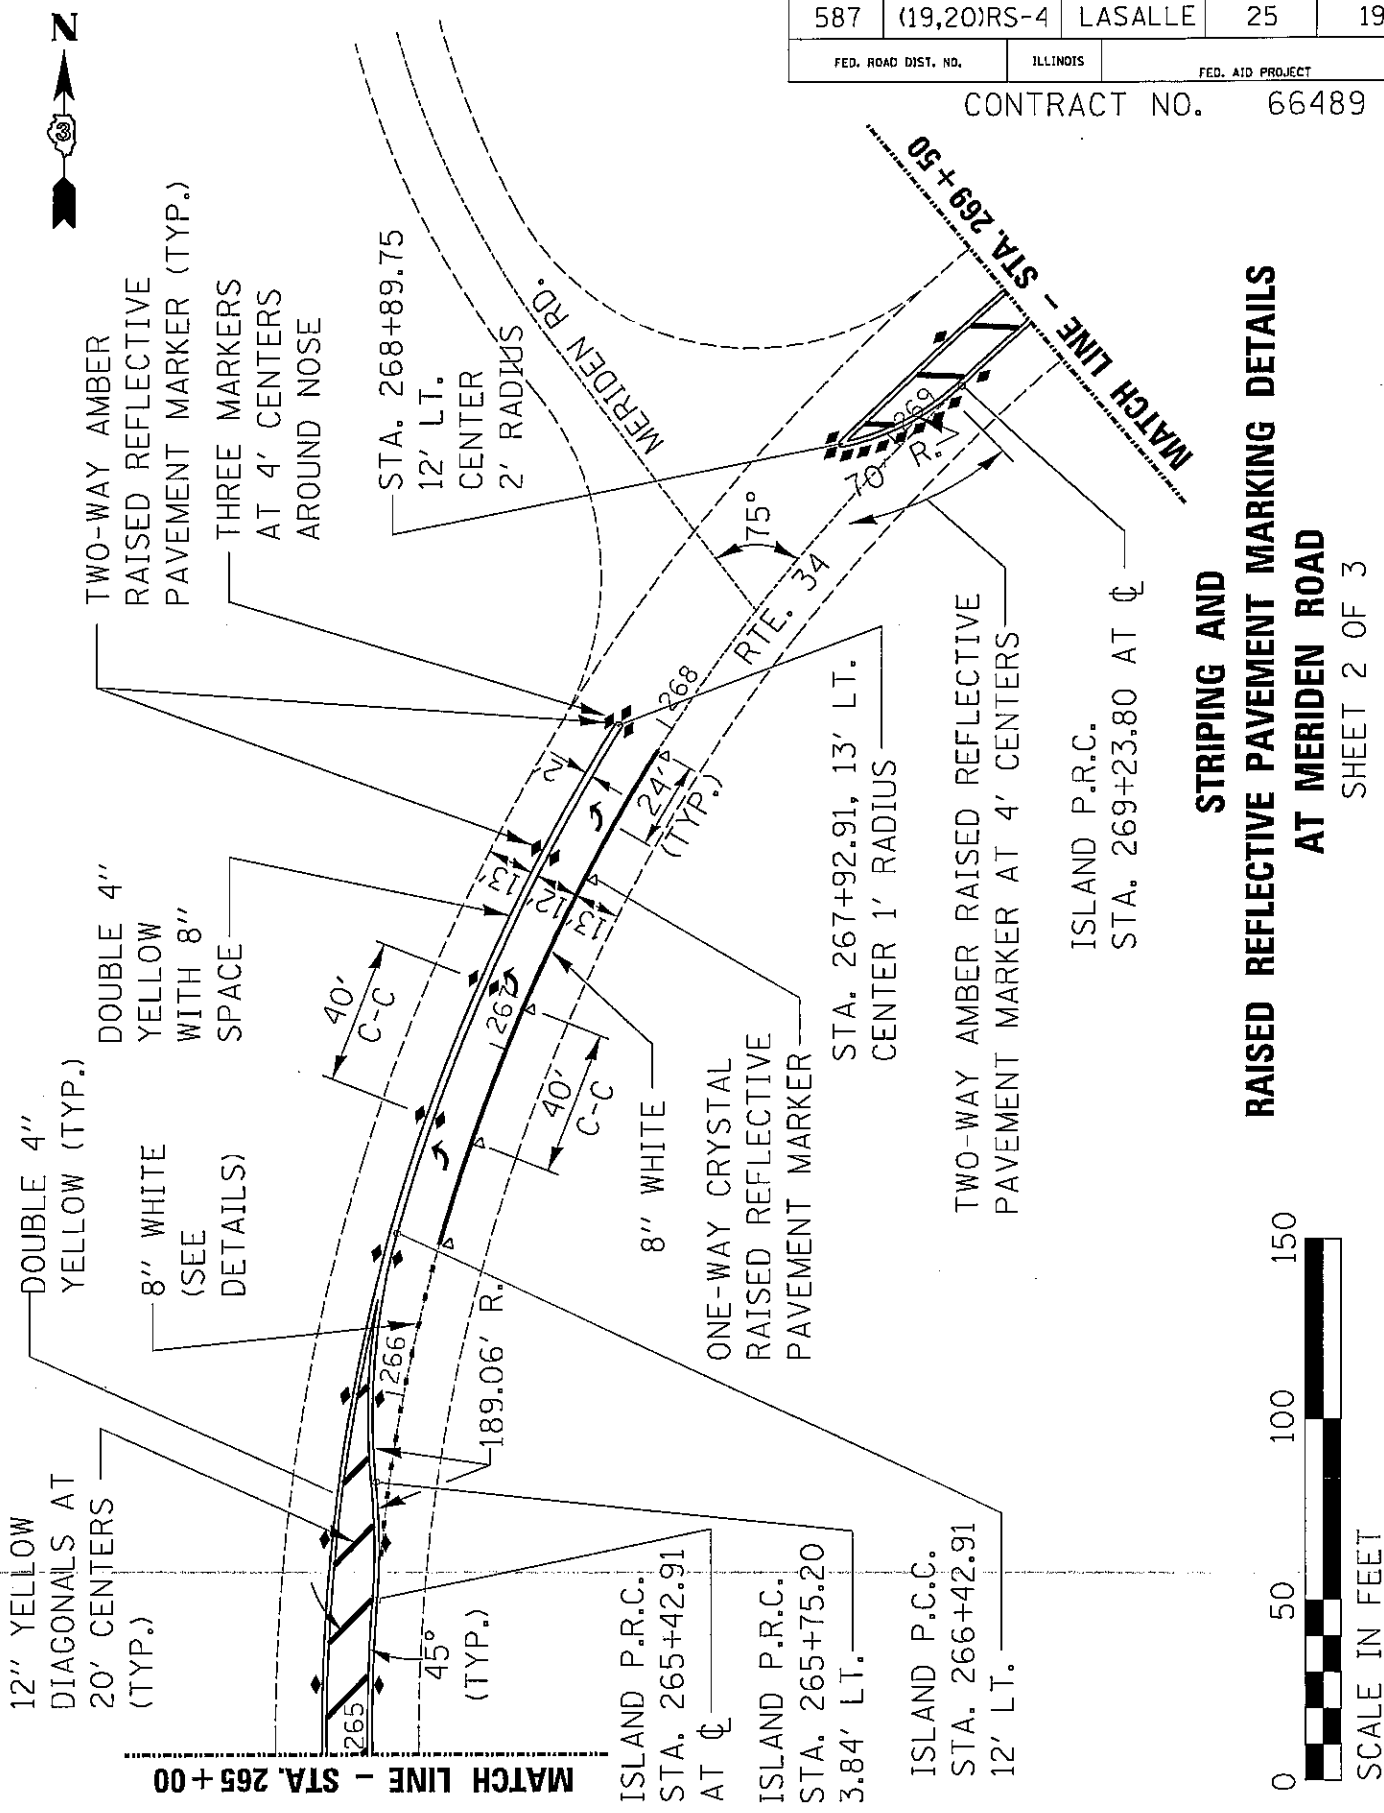 587 (19,20)RS-4 LASALLE 25 19
FED. ROAD DIST. NO. ILLINOIS FED. AID PROJECT
CONTRACT NO. 66489
N
3
TWO-WAY AMBER
RAISED REFLECTIVE
PAVEMENT MARKER (TYP.)
THREE MARKERS
AT 4' CENTERS
AROUND NOSE
STA. 268+89.75
12' LT.
CENTER
2' RADIUS
MERIDEN RD.
MATCH LINE - STA. 269+50
269
70' R.
75°
RTE. 34
268
2'
24'
(TYP.)
13'
12'
13'
DOUBLE 4"
YELLOW
WITH 8"
SPACE
40'
C-C
267
40'
C-C
DOUBLE 4"
YELLOW (TYP.)
8" WHITE
(SEE
DETAILS)
8" WHITE
ONE-WAY CRYSTAL
RAISED REFLECTIVE
PAVEMENT MARKER
STA. 267+92.91, 13' LT.
CENTER 1' RADIUS
TWO-WAY AMBER RAISED REFLECTIVE
PAVEMENT MARKER AT 4' CENTERS
ISLAND P.R.C.
STA. 269+23.80 AT ℄
12" YELLOW
DIAGONALS AT
20' CENTERS
(TYP.)
266
189.06' R.
265
45°
(TYP.)
MATCH LINE - STA. 265+00
ISLAND P.R.C.
STA. 265+42.91
AT ℄
ISLAND P.R.C.
STA. 265+75.20
3.84' LT.
ISLAND P.C.C.
STA. 266+42.91
12' LT.
STRIPING AND
RAISED REFLECTIVE PAVEMENT MARKING DETAILS
AT MERIDEN ROAD
SHEET 2 OF 3
0 50 100 150
SCALE IN FEET